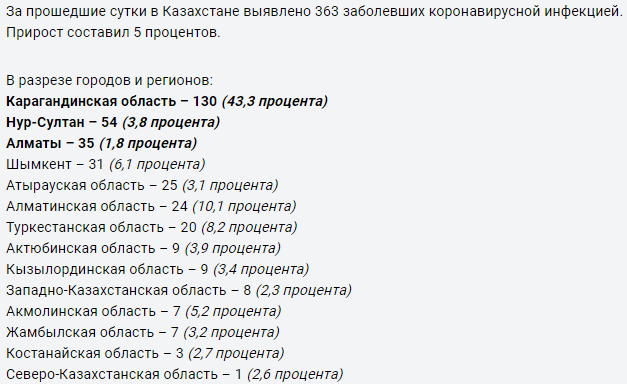 За прошедшие сутки в Казахстане выявлено 363 заболевших коронавирусной инфекцией.
Прирост составил 5 процентов.
В разрезе городов и регионов:
Карагандинская область – 130 (43,3 процента)
Нур-Султан – 54 (3,8 процента)
Алматы – 35 (1,8 процента)
Шымкент – 31 (6,1 процента)
Атырауская область – 25 (3,1 процента)
Алматинская область – 24 (10,1 процента)
Туркестанская область – 20 (8,2 процента)
Актюбинская область – 9 (3,9 процента)
Кызылординская область – 9 (3,4 процента)
Западно-Казахстанская область – 8 (2,3 процента)
Акмолинская область – 7 (5,2 процента)
Жамбылская область – 7 (3,2 процента)
Костанайская область – 3 (2,7 процента)
Северо-Казахстанская область – 1 (2,6 процента)